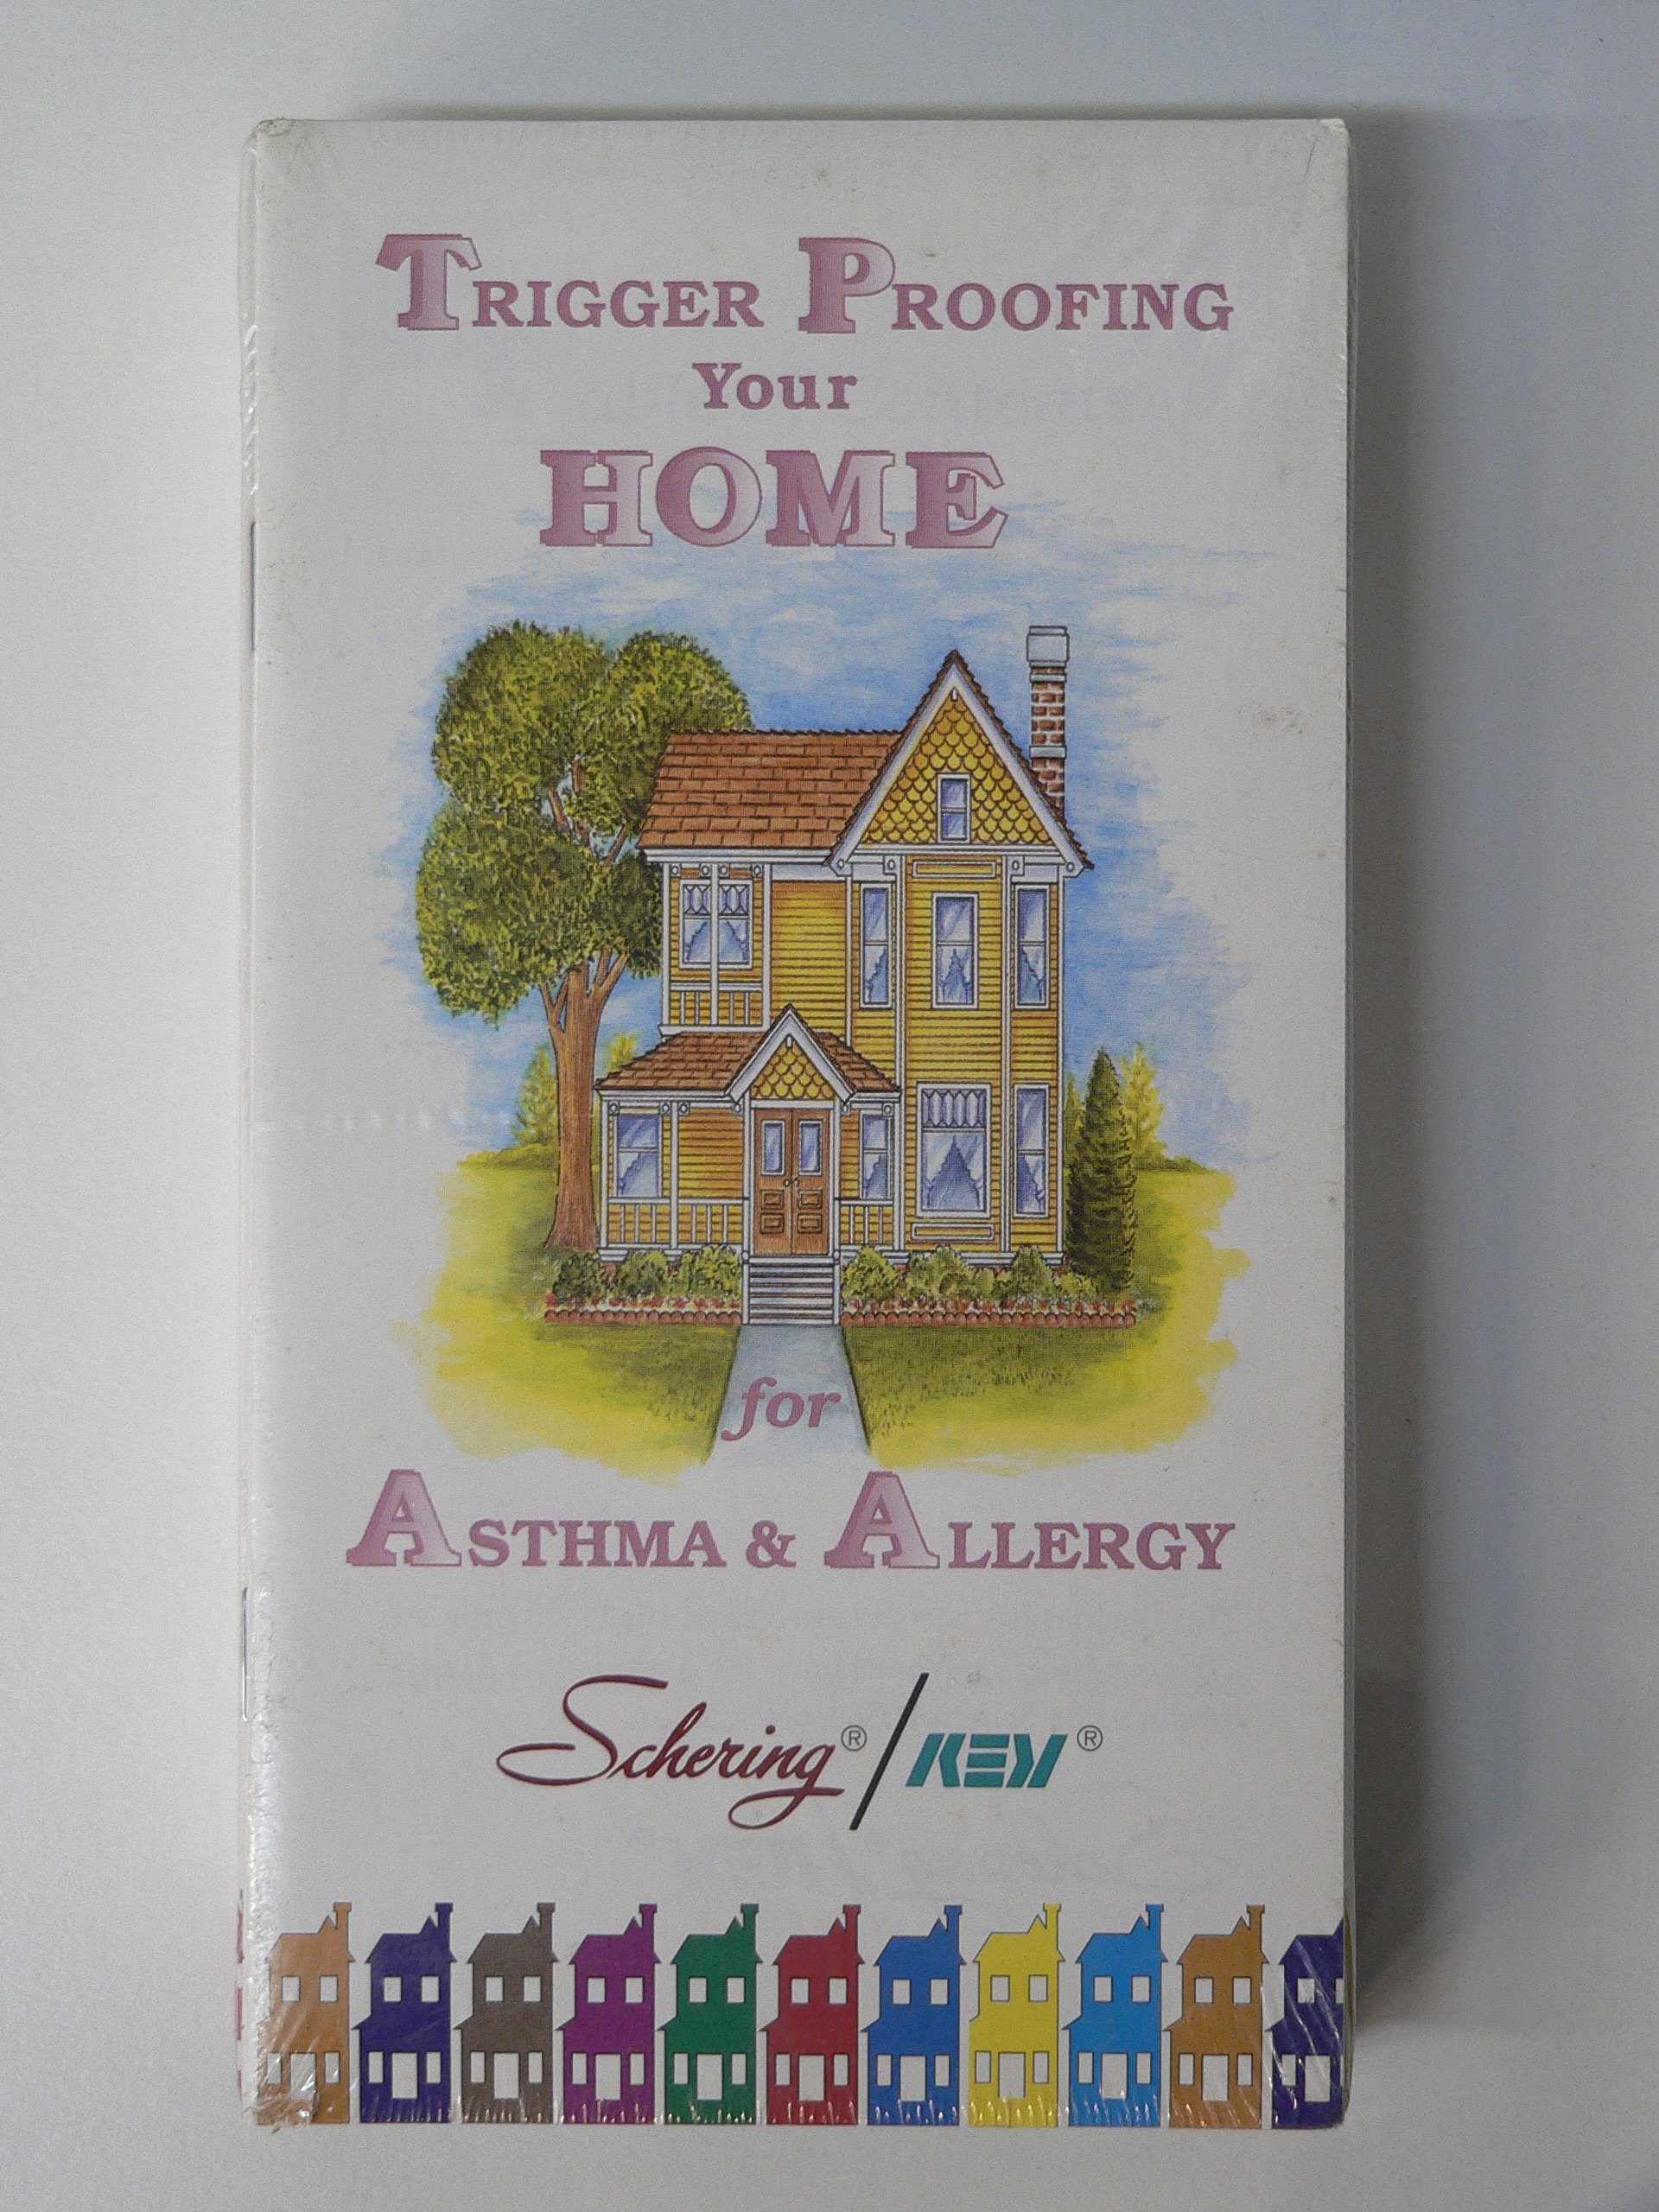 TRIGGER PROOFING
Your
HOME
for
ASTHMA & ALLERGY
Schering® / KEY®